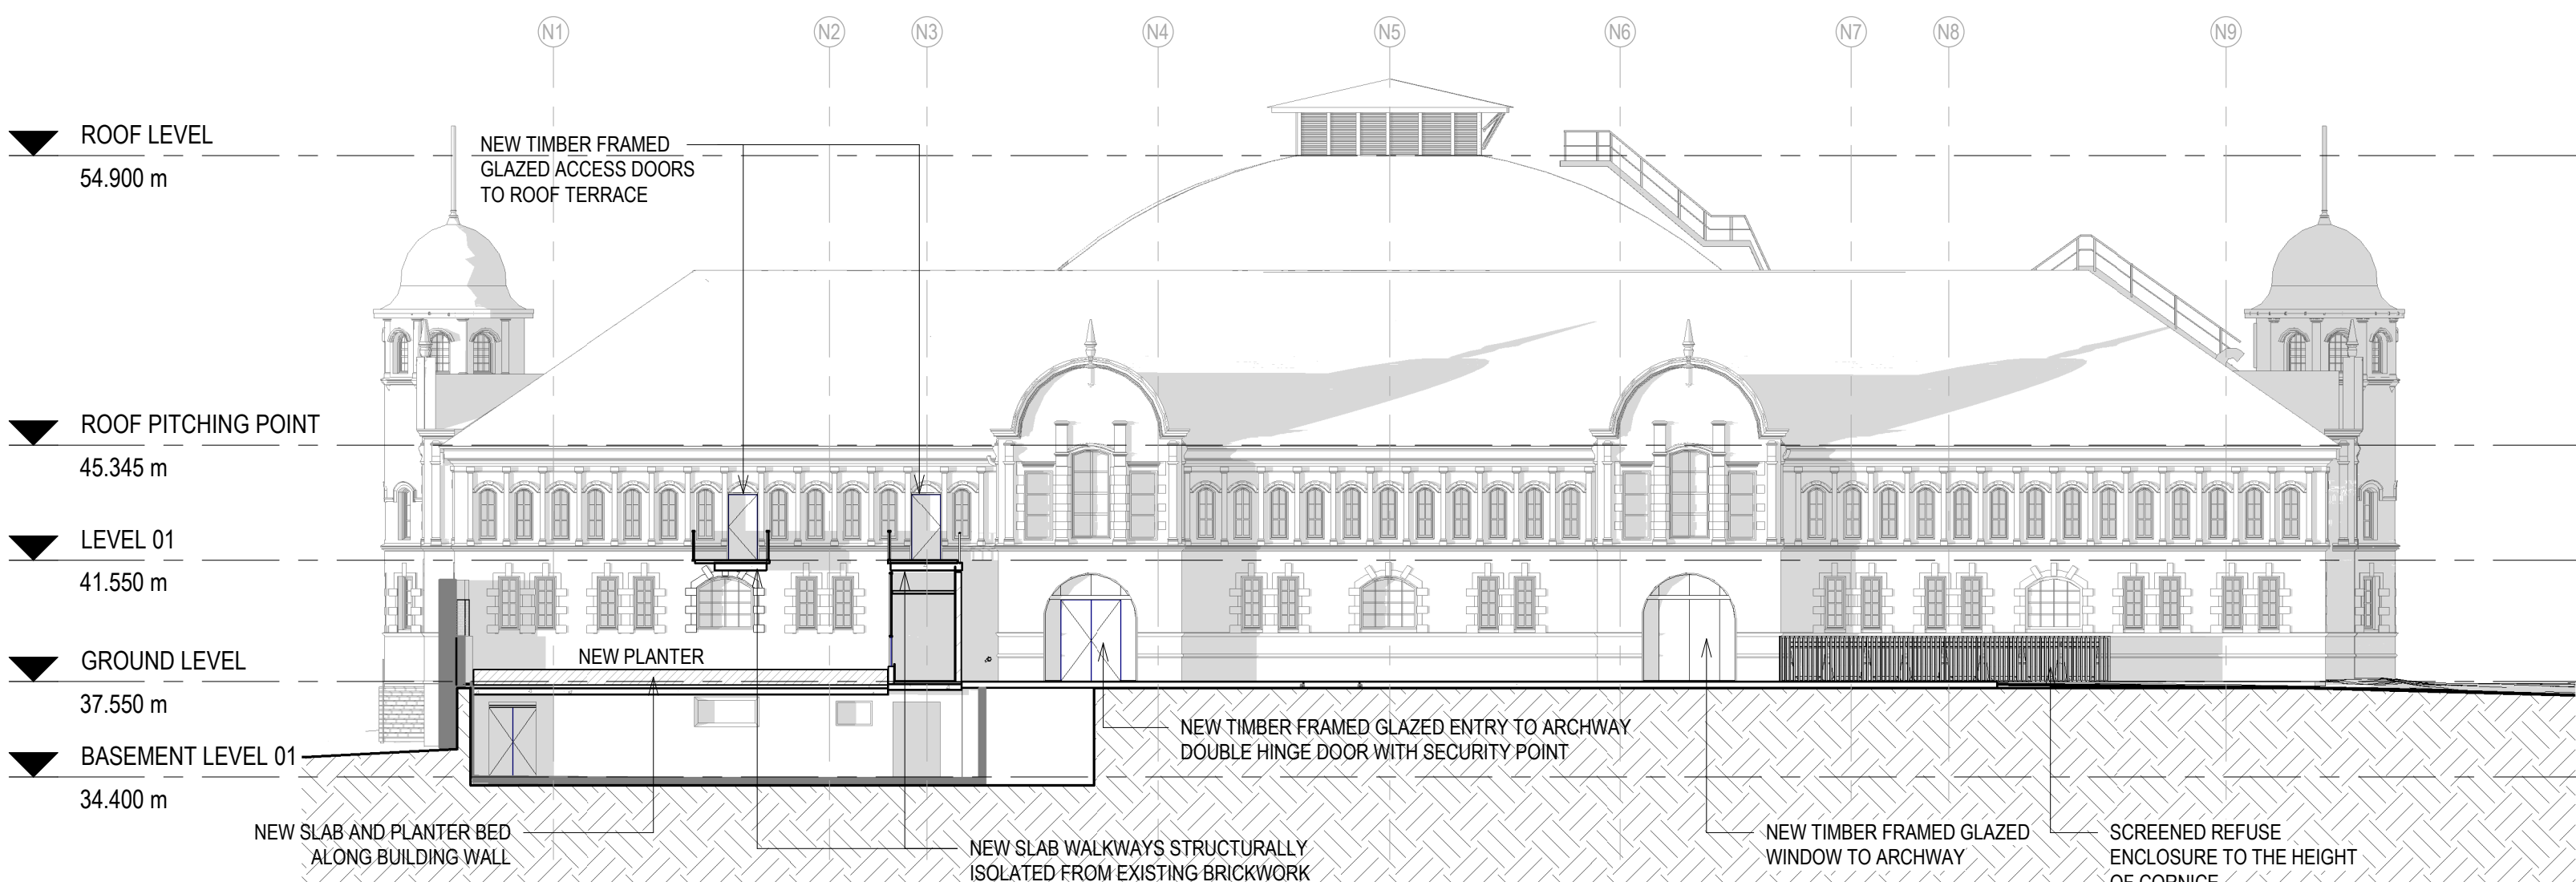 N1
N2
N3
N4
N5
N6
N7
N8
N9
ROOF LEVEL
54.900 m
NEW TIMBER FRAMED
GLAZED ACCESS DOORS
TO ROOF TERRACE
ROOF PITCHING POINT
45.345 m
LEVEL 01
41.550 m
GROUND LEVEL
37.550 m
NEW PLANTER
BASEMENT LEVEL 01
34.400 m
NEW SLAB AND PLANTER BED
ALONG BUILDING WALL
NEW SLAB WALKWAYS STRUCTURALLY
ISOLATED FROM EXISTING BRICKWORK
NEW TIMBER FRAMED GLAZED ENTRY TO ARCHWAY
DOUBLE HINGE DOOR WITH SECURITY POINT
NEW TIMBER FRAMED GLAZED
WINDOW TO ARCHWAY
SCREENED REFUSE
ENCLOSURE TO THE HEIGHT
OF CORNICE